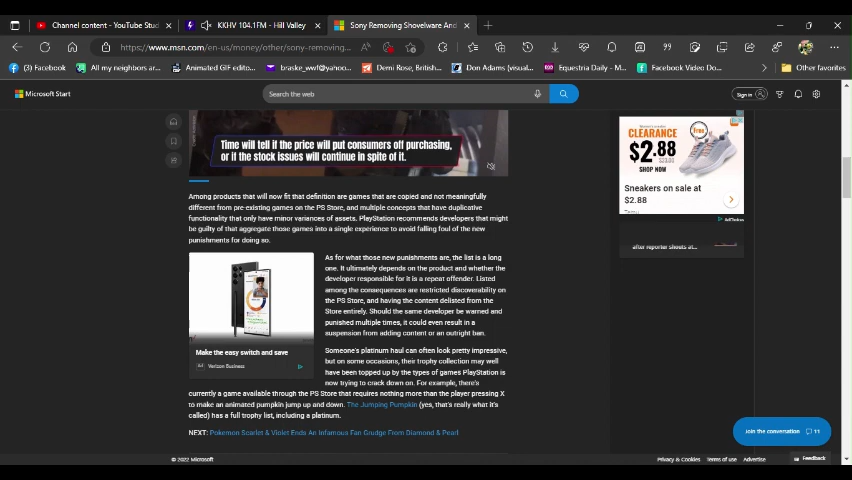 Channel content - YouTube Stud
KKHV 104.1FM - Hill Valley
Sony Removing Shovelware And
https://www.msn.com/en-us/money/other/sony-removing...
(3) Facebook
All my neighbors ar...
Animated GIF editor...
braske_wwf@yahoo...
Demi Rose, British...
Don Adams (visual...
Equestria Daily - M...
Facebook Video Do...
Other favorites
Microsoft Start
Search the web
Sign in
Time will tell if the price will put consumers off purchasing,
or if the stock issues will continue in spite of it.
Among products that will now fit that definition are games that are copied and not meaningfully
different from pre-existing games on the PS Store, and multiple concepts that have duplicative
functionality that only have minor variances of assets. PlayStation recommends developers that might
be guilty of that aggregate those games into a single experience to avoid falling foul of the new
punishments for doing so.
As for what those new punishments are, the list is a long
one. It ultimately depends on the product and whether the
developer responsible for it is a repeat offender. Listed
among the consequences are restricted discoverability on
the PS Store, and having the content delisted from the
Store entirely. Should the same developer be warned and
punished multiple times, it could even result in a
suspension from adding content or an outright ban.
Make the easy switch and save
Ad Verizon Business
Someone's platinum haul can often look pretty impressive,
but on some occasions, their trophy collection may well
have been topped up by the types of games PlayStation is
now trying to crack down on. For example, there's
currently a game available through the PS Store that requires nothing more than the player pressing X
to make an animated pumpkin jump up and down. The Jumping Pumpkin (yes, that's really what it's
called) has a full trophy list, including a platinum.
NEXT: Pokemon Scarlet & Violet Ends An Infamous Fan Grudge From Diamond & Pearl
CLEARANCE
Free
$2.88
SHOP NOW
Sneakers on sale at
$2.88
Temu
AdChoices
after reporter shoots at...
Join the conversation 11
© 2022 Microsoft
Privacy & Cookies
Terms of use
Advertise
Feedback